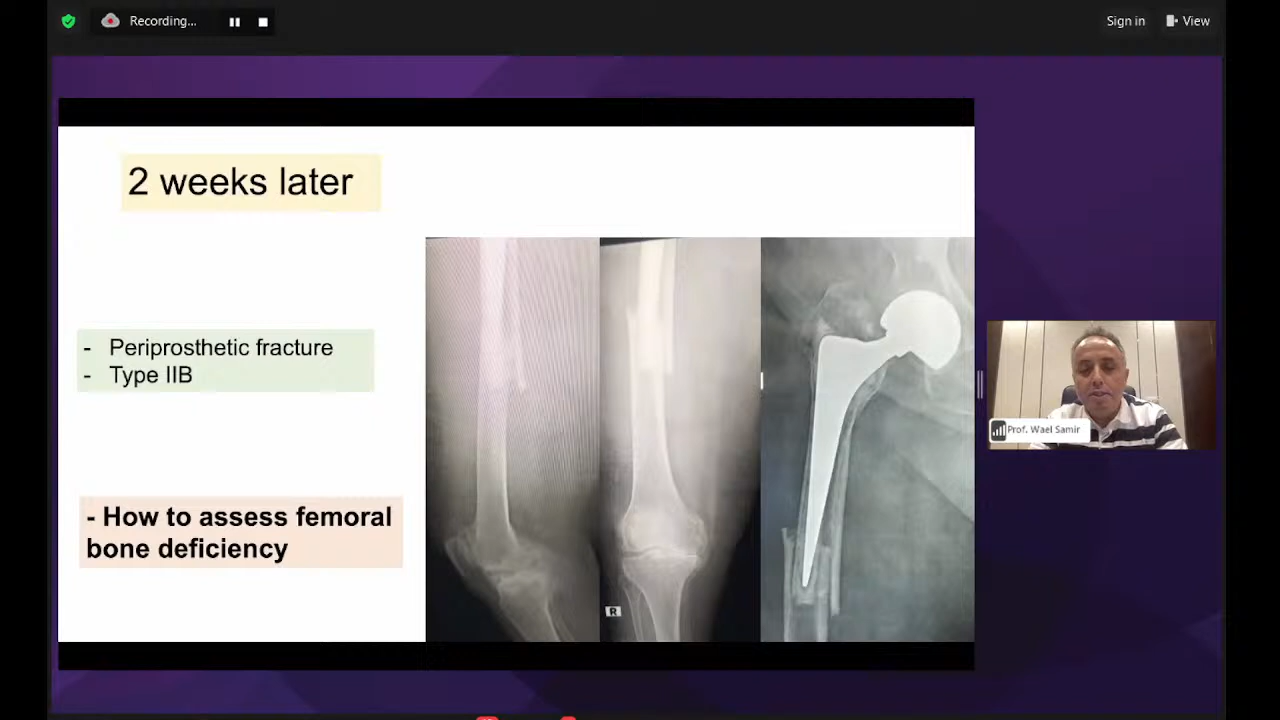 Recording...
Sign in
View
2 weeks later
- Periprosthetic fracture
- Type IIB
- How to assess femoral
bone deficiency
R
Prof. Wael Samir